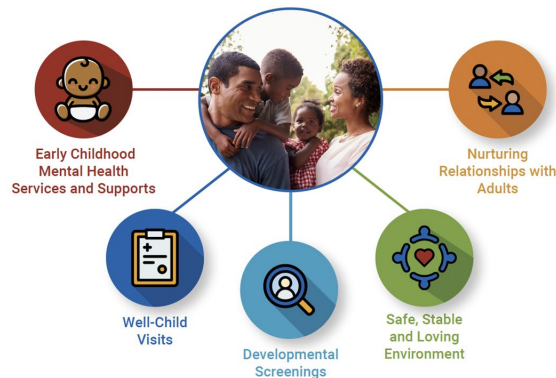 Early Childhood
Mental Health
Services and Supports
Well-Child
Visits
Developmental
Screenings
Safe, Stable
and Loving
Environment
Nurturing
Relationships with
Adults